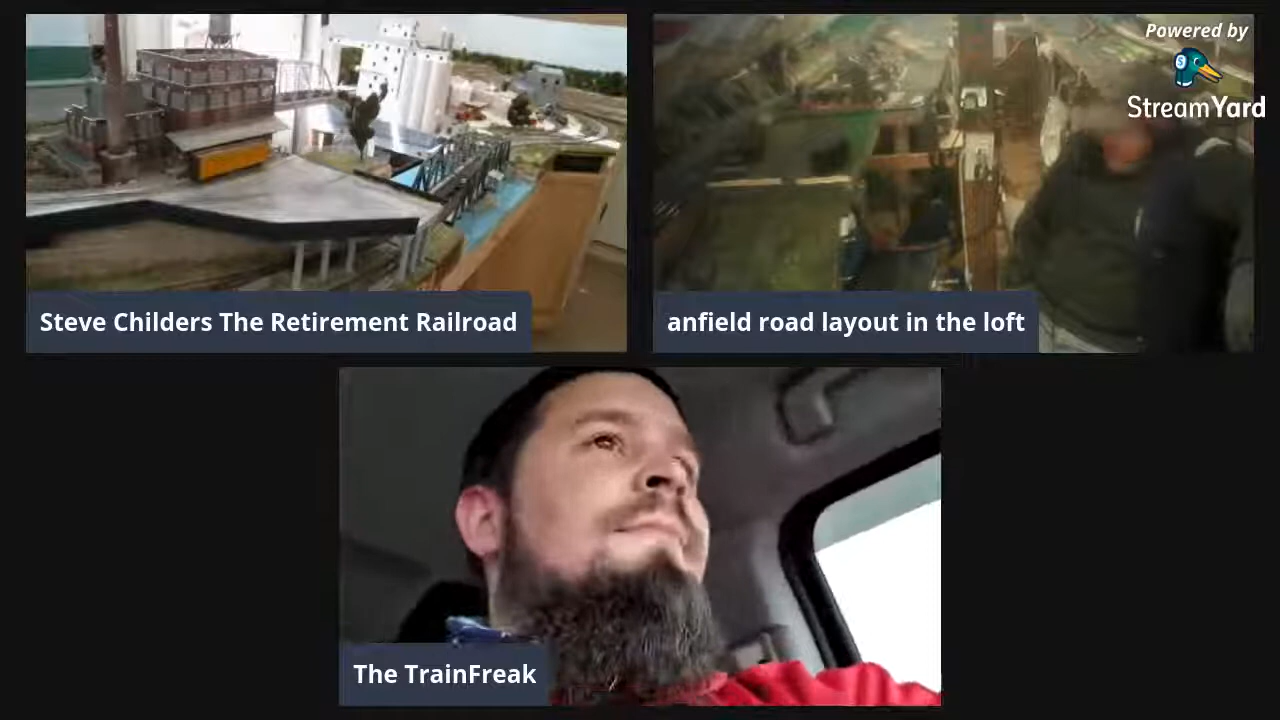 Powered by
StreamYard
Steve Childers The Retirement Railroad
anfield road layout in the loft
The TrainFreak